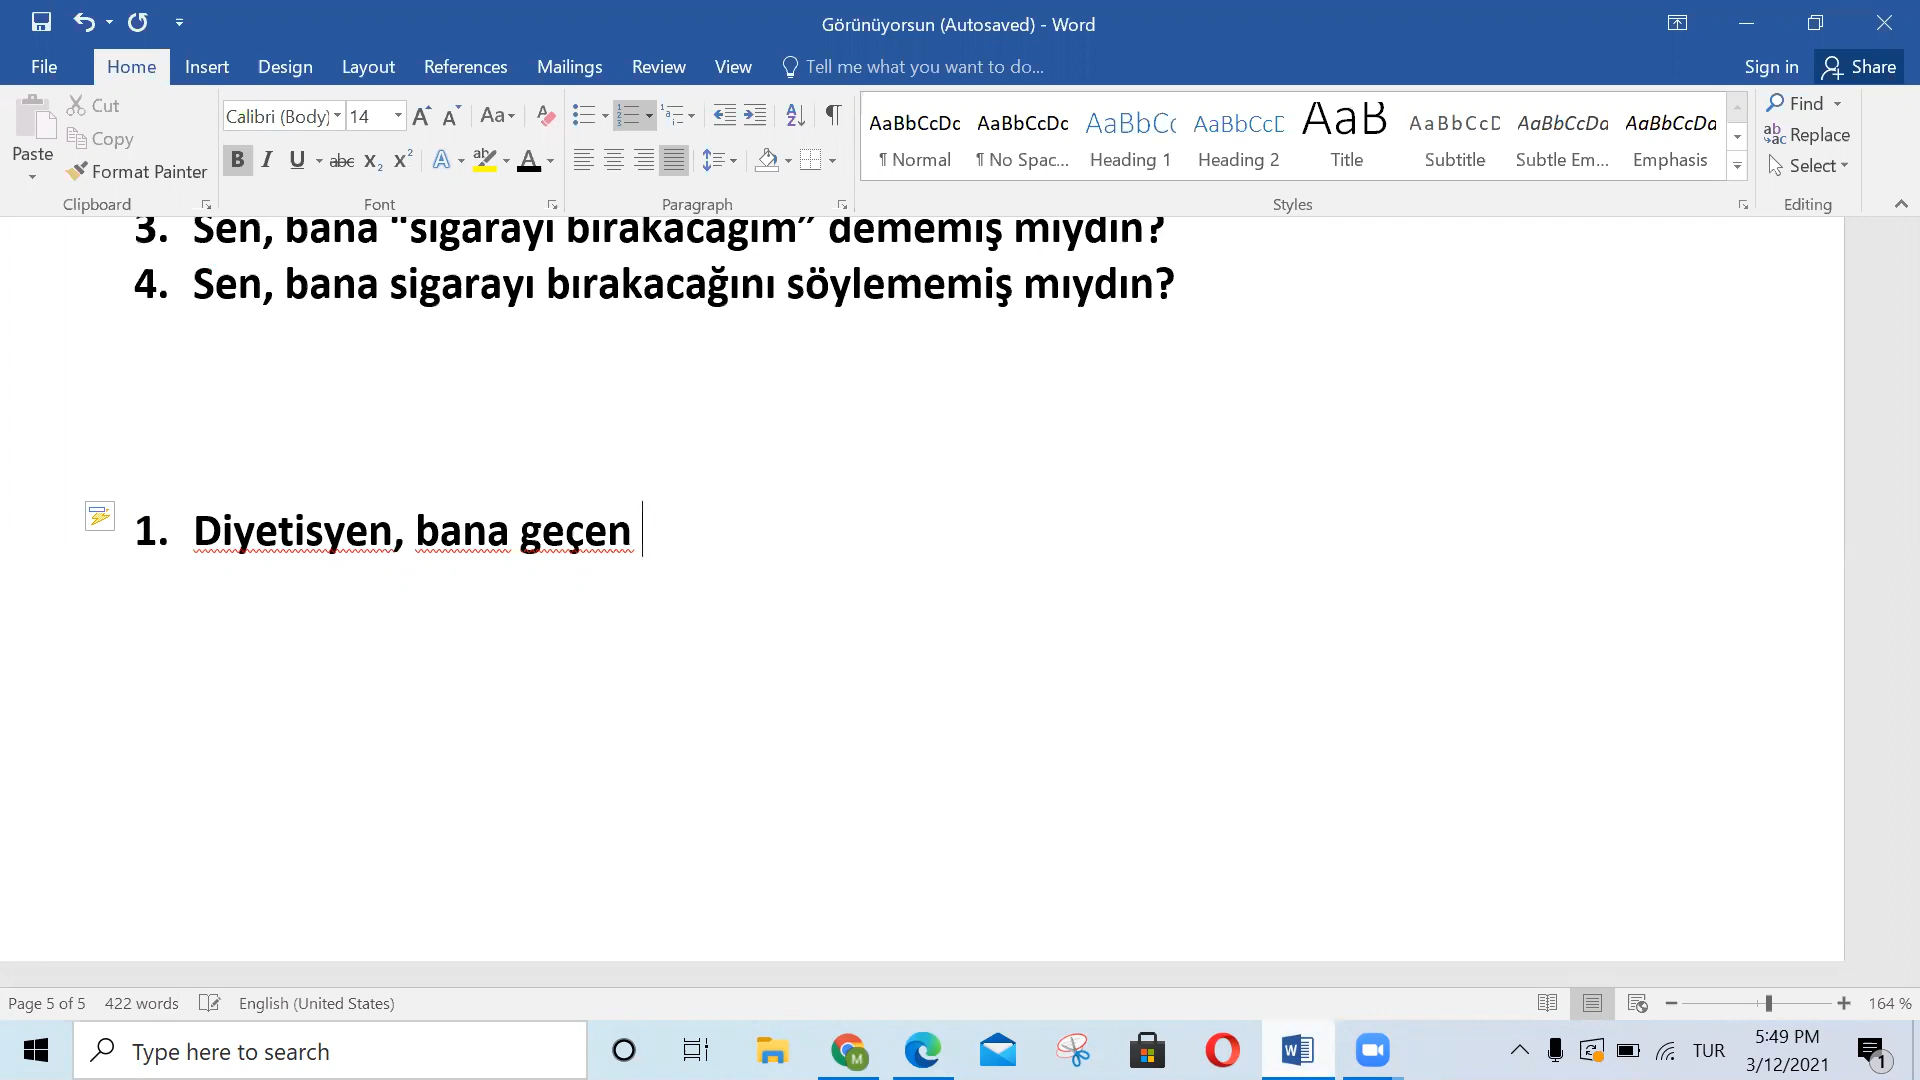 Görünüyorsun (Autosaved) - Word
File Home Insert Design Layout References Mailings Review View Tell me what you want to do... Sign in Share
Paste Cut Copy Format Painter Clipboard
Calibri (Body) 14 Font
Paragraph
AaBbCcDc AaBbCcDc AaBbCc AaBbCcD AaB AaBbCcD AaBbCcDa AaBbCcDa
¶ Normal ¶ No Spac... Heading 1 Heading 2 Title Subtitle Subtle Em... Emphasis
Styles
Find Replace Select Editing
3. Sen, bana “sigarayı bırakacağım” dememiş mıydın?
4. Sen, bana sigarayı bırakacağını söylememiş mıydın?
1. Diyetisyen, bana geçen
Page 5 of 5 422 words English (United States) 164 %
Type here to search TUR 5:49 PM
3/12/2021 1